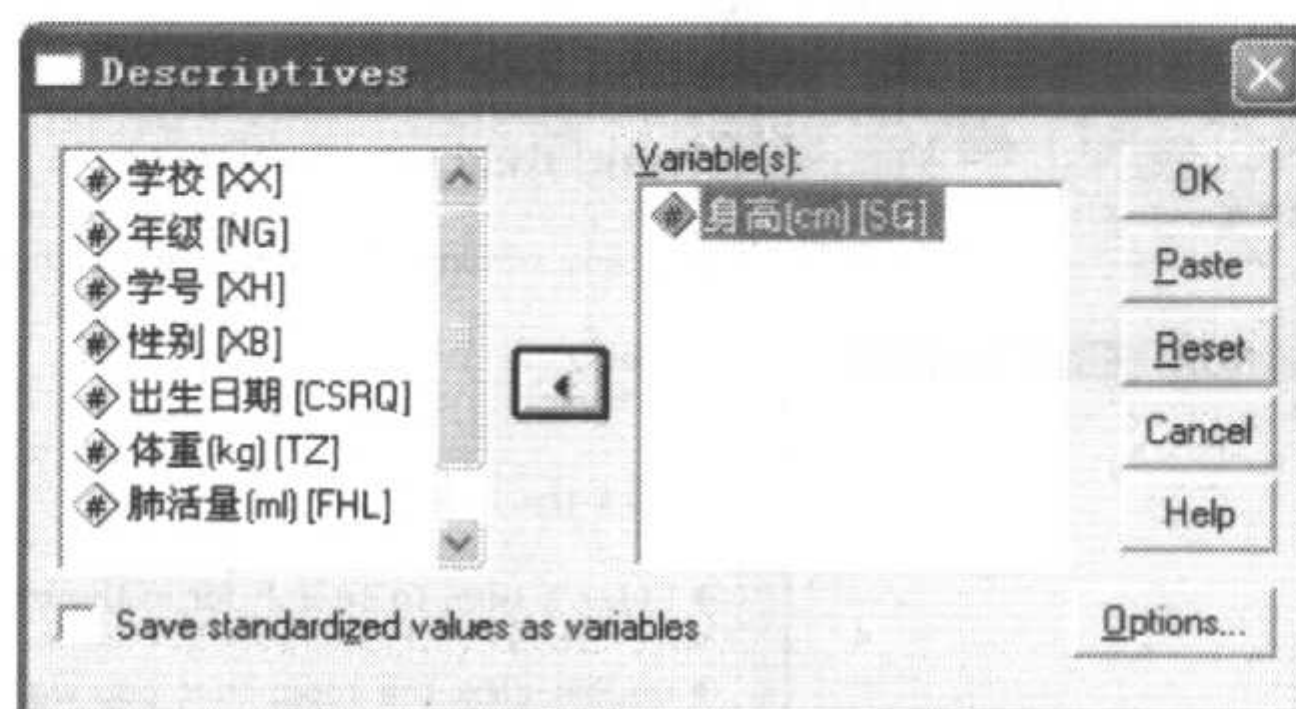 Descriptives
学校 [XX]
年级 [NG]
学号 [XH]
性别 [XB]
出生日期 [CSRQ]
体重(kg) [TZ]
肺活量(ml) [FHL]
Variable(s):
身高(cm) [SG]
OK
Paste
Reset
Cancel
Help
Save standardized values as variables
Options...